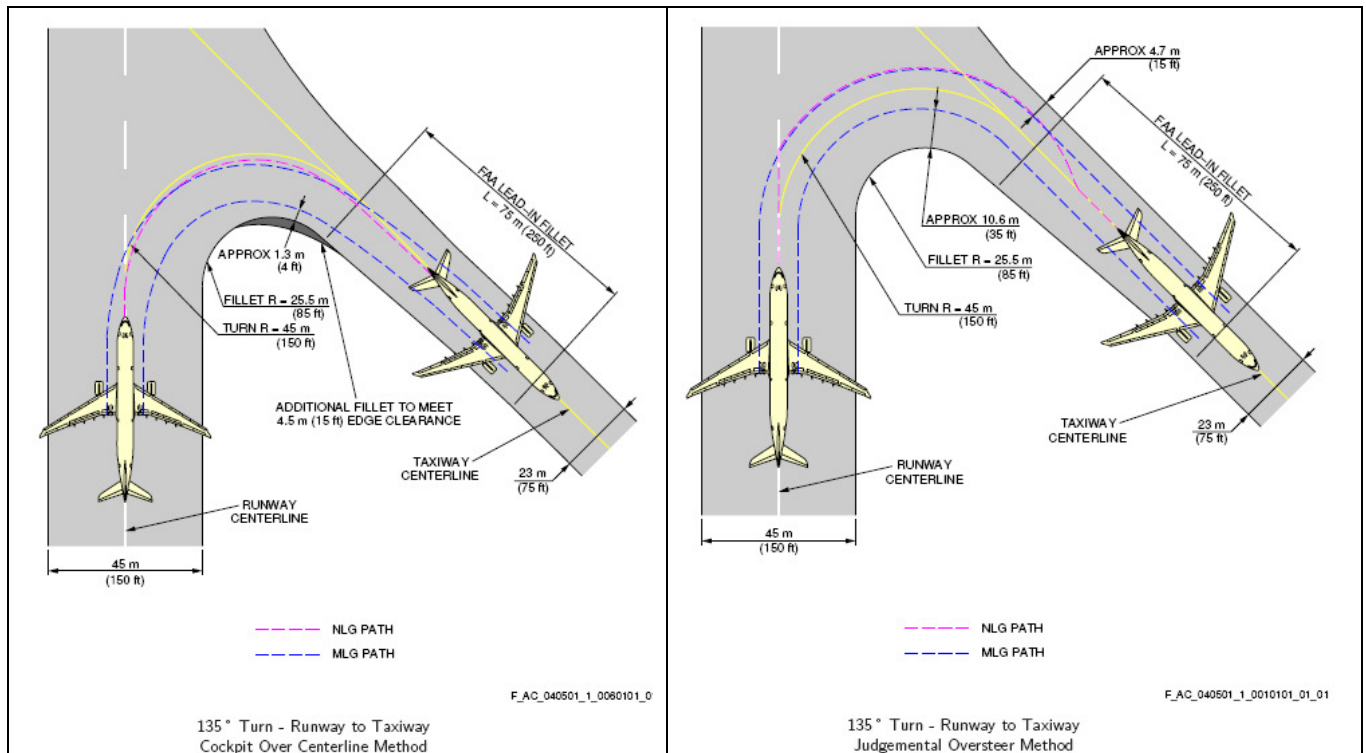 FAA LEAD-IN FILLET
L = 75 m (250 ft)
APPROX 1.3 m
(4 ft)
FILLET R = 25.5 m
(85 ft)
TURN R = 45 m
(150 ft)
ADDITIONAL FILLET TO MEET
4.5 m (15 ft) EDGE CLEARANCE
TAXIWAY
CENTERLINE
23 m
(75 ft)
RUNWAY
CENTERLINE
45 m
(150 ft)
NLG PATH
MLG PATH
F_AC_040501_1_0060101_0
135° Turn - Runway to Taxiway
Cockpit Over Centerline Method
APPROX 4.7 m
(15 ft)
FAA LEAD-IN FILLET
L = 75 m (250 ft)
APPROX 10.6 m
(35 ft)
FILLET R = 25.5 m
(85 ft)
TURN R = 45 m
(150 ft)
TAXIWAY
CENTERLINE
23 m
(75 ft)
RUNWAY
CENTERLINE
45 m
(150 ft)
NLG PATH
MLG PATH
F_AC_040501_1_0010101_01_01
135° Turn - Runway to Taxiway
Judgemental Oversteer Method